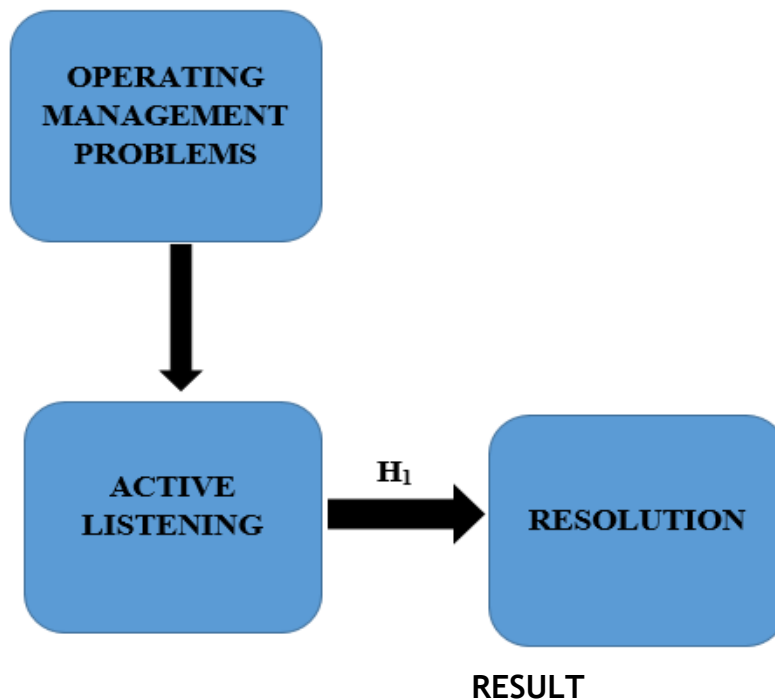 OPERATING
MANAGEMENT
PROBLEMS
ACTIVE
LISTENING
H₁
RESOLUTION
RESULT